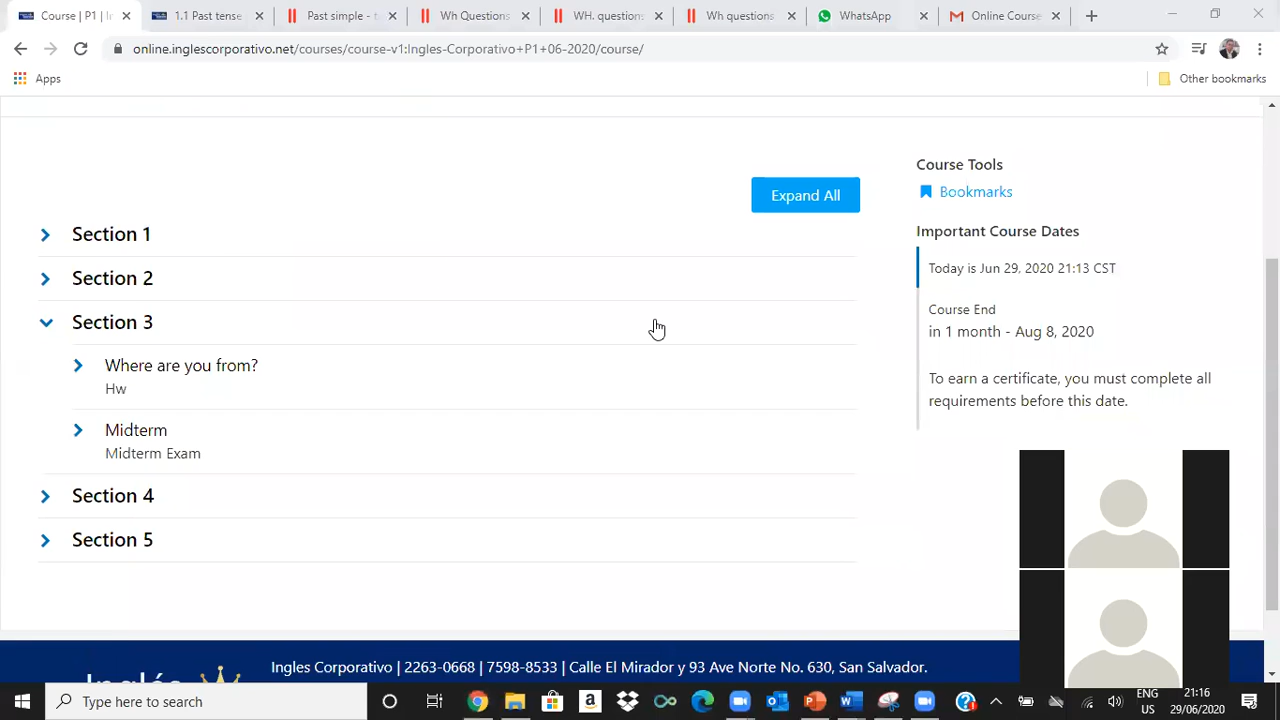 Course | P1 | I
1.1 Past tense
Past simple - t
Wh Questions
WH. question
Wh questions
WhatsApp
Online Course
online.inglescorporativo.net/courses/course-v1:Ingles-Corporativo+P1+06-2020/course/
Apps
Other bookmarks
Expand All
Section 1
Section 2
Section 3
Where are you from?
Hw
Midterm
Midterm Exam
Section 4
Section 5
Course Tools
Bookmarks
Important Course Dates
Today is Jun 29, 2020 21:13 CST
Course End
in 1 month - Aug 8, 2020
To earn a certificate, you must complete all
requirements before this date.
Inglés
Ingles Corporativo | 2263-0668 | 7598-8533 | Calle El Mirador y 93 Ave Norte No. 630, San Salvador.
Type here to search
ENG
US
21:16
29/06/2020